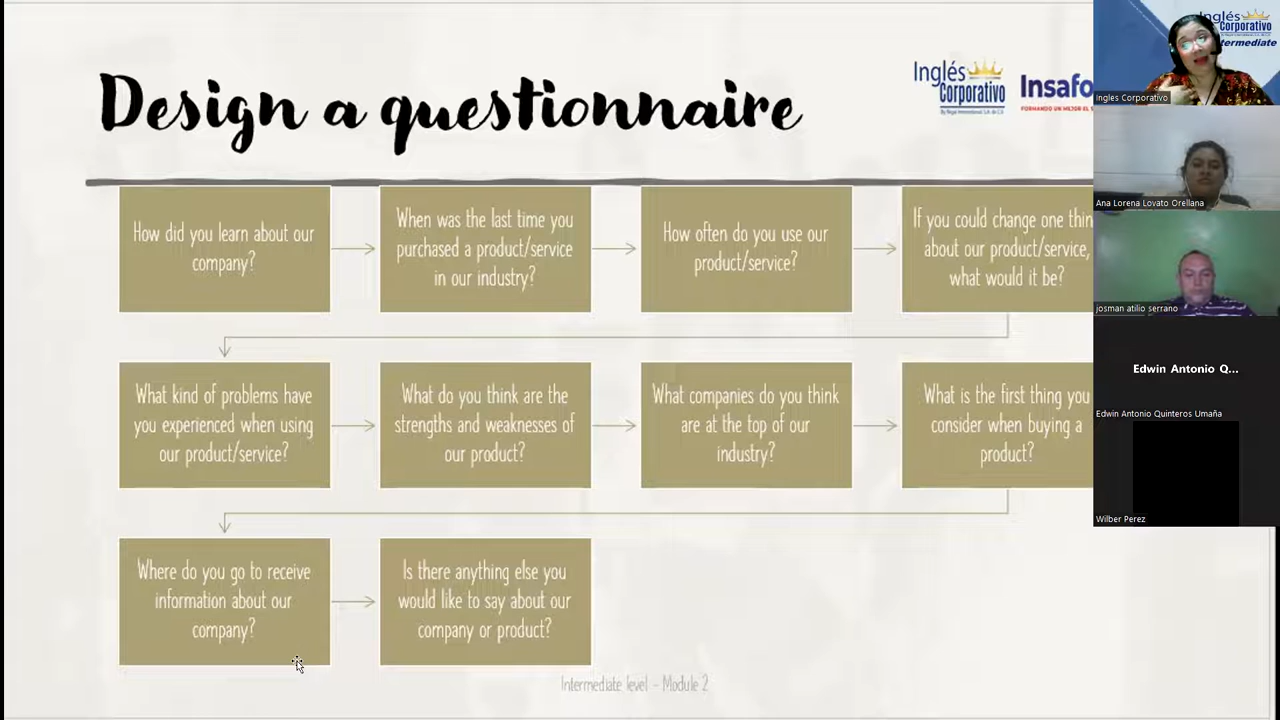 Design a questionnaire
Inglés
Corporativo
Insafo
How did you learn about our
company?
When was the last time you
purchased a product/service
in our industry?
How often do you use our
product/service?
If you could change one thin
about our product/service,
what would it be?
What kind of problems have
you experienced when using
our product/service?
What do you think are the
strengths and weaknesses of
our product?
What companies do you think
are at the top of our
industry?
What is the first thing you
consider when buying a
product?
Where do you go to receive
information about our
company?
Is there anything else you
would like to say about our
company or product?
Intermediate level - Module 2
Inglés
Corporativo
termediate
Ingles Corporativo
Ana Lorena Lovato Orellana
josman atilio serrano
Edwin Antonio Q...
Edwin Antonio Quinteros Umaña
Wilber Perez